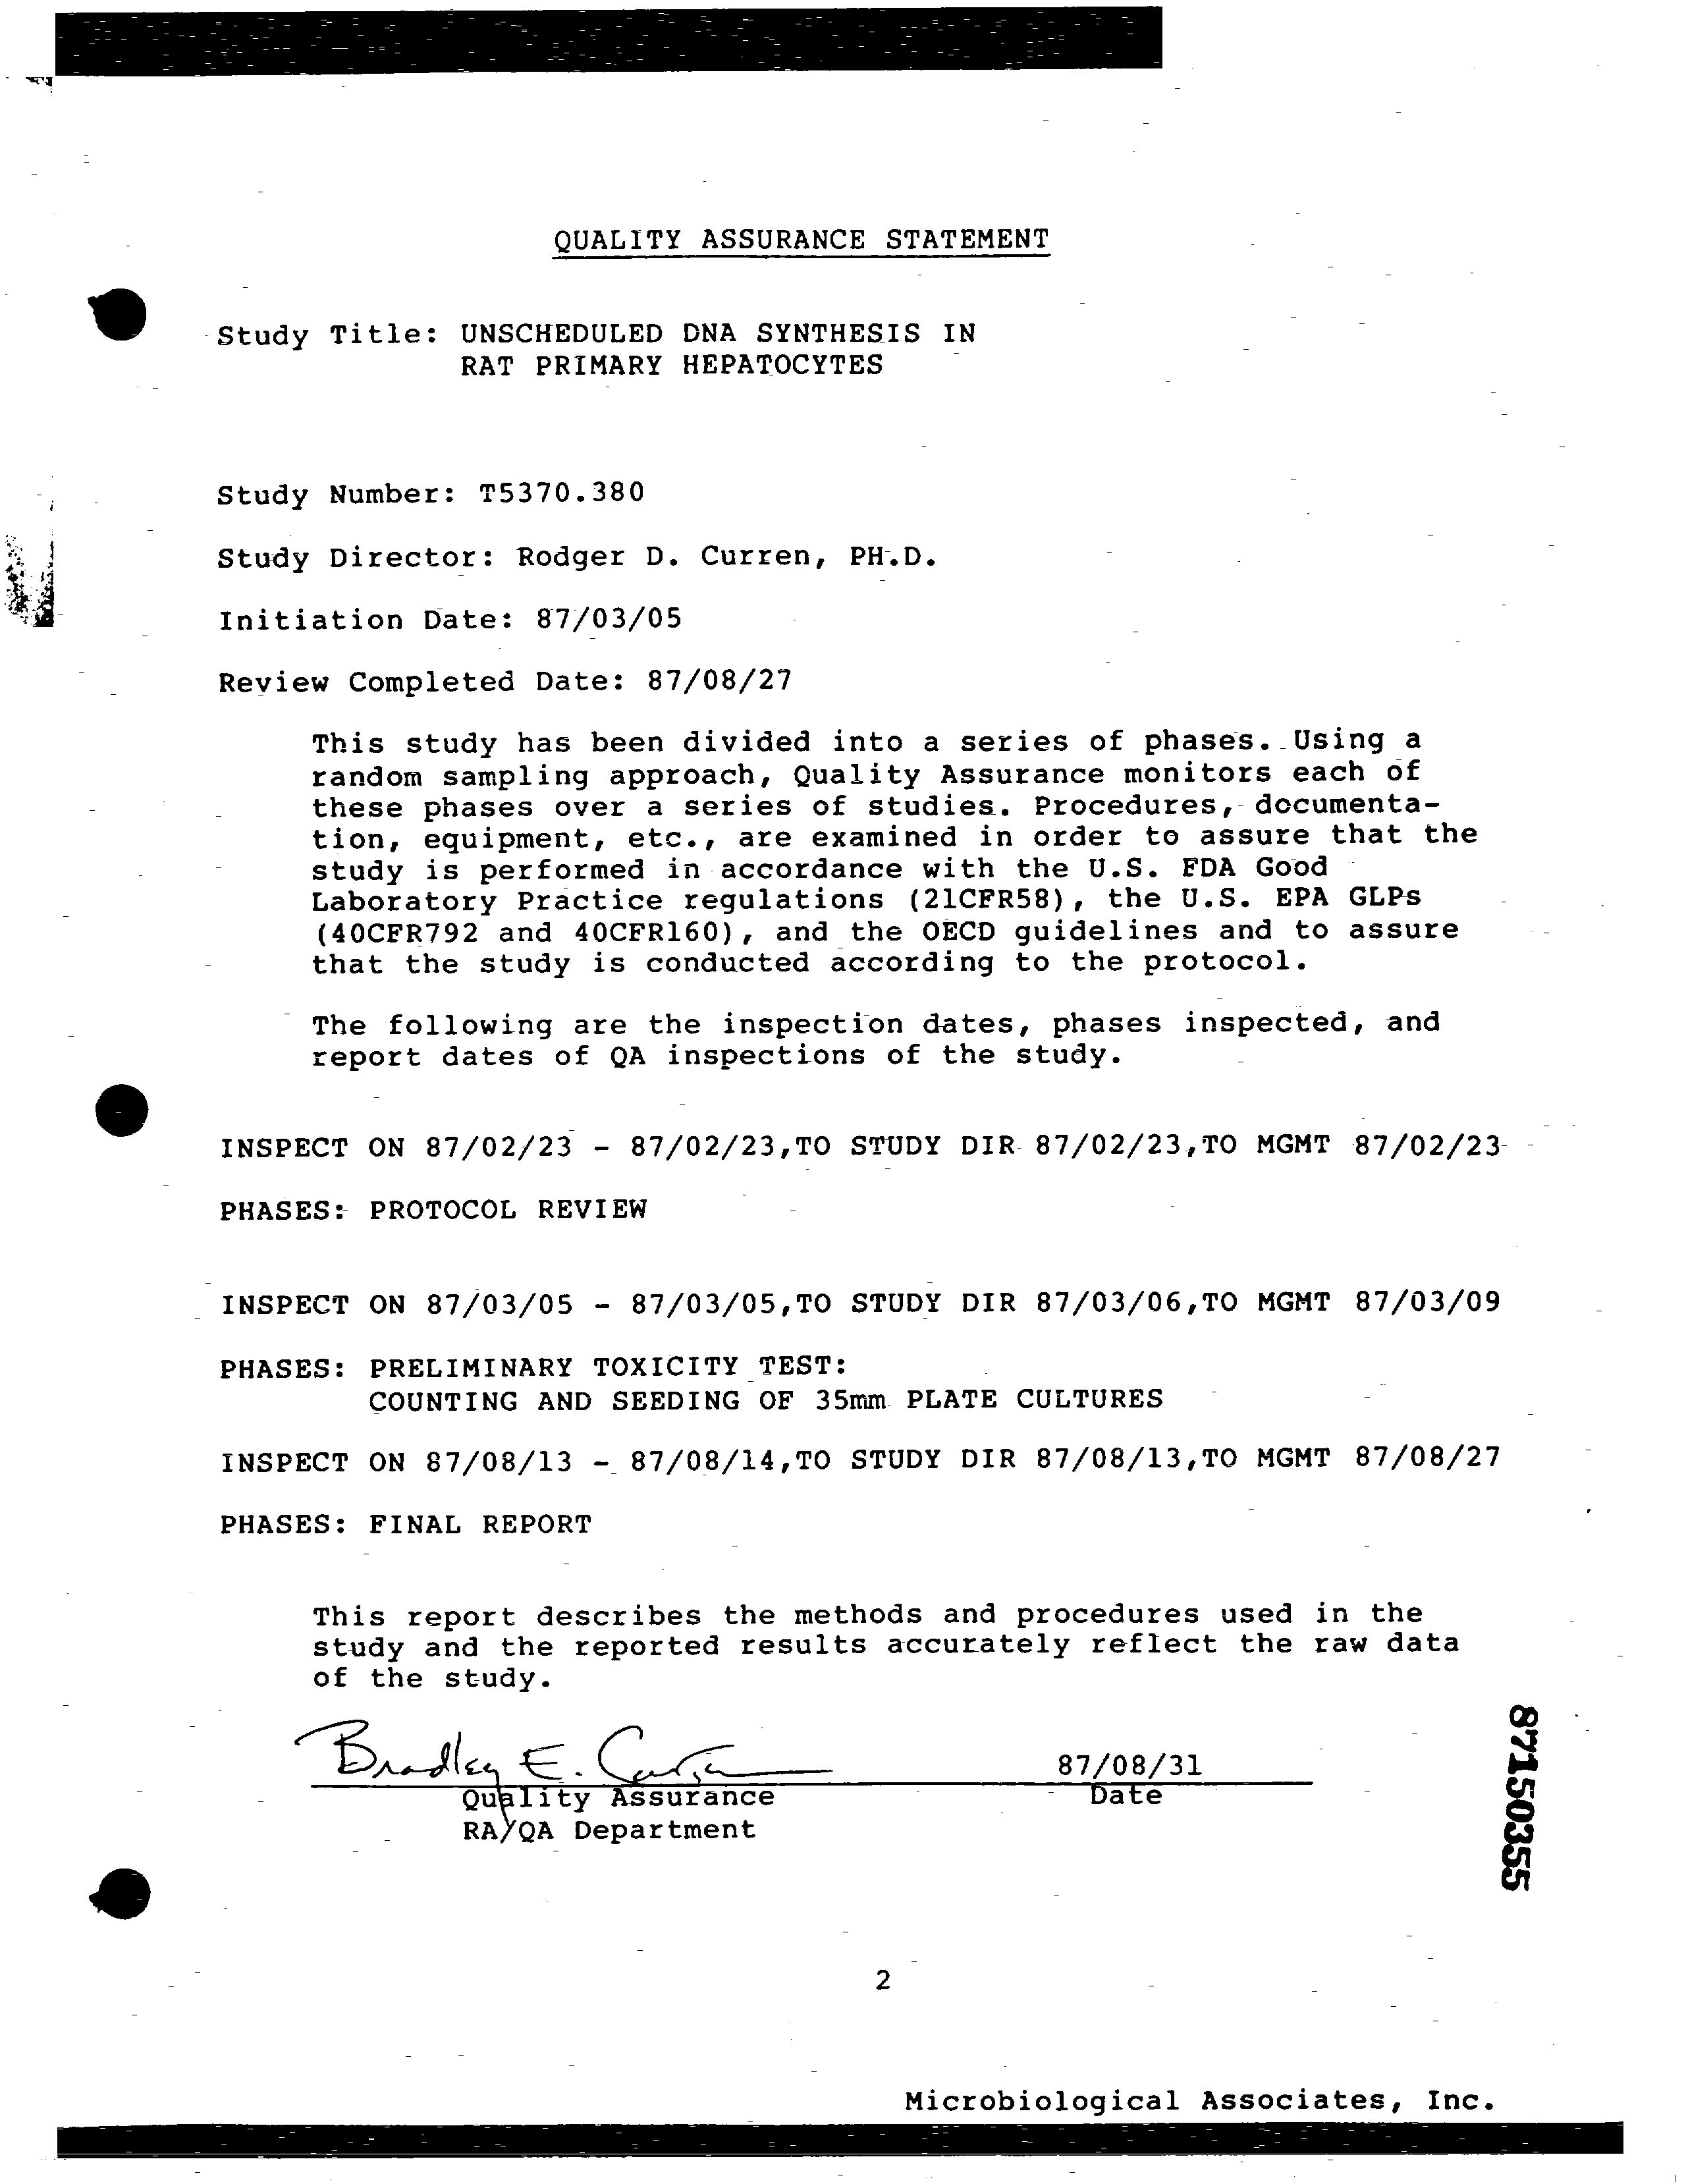 QUALITY ASSURANCE STATEMENT
Study Title: UNSCHEDULED DNA SYNTHESIS IN
RAT PRIMARY HEPATOCYTES
Study Number: T5370.380
Study Director: Rodger D. Curren, PH.D.
Initiation Date: 87/03/05
Review Completed Date: 87/08/27
This study has been divided into a series of phases. Using a
random sampling approach, Quality Assurance monitors each of
these phases over a series of studies. Procedures, documenta-
tion, equipment, etc., are examined in order to assure that the
study is performed in accordance with the U.S. FDA Good
Laboratory Practice regulations (21CFR58), the U.S. EPA GLPs
(40CFR792 and 40CFR160), and the OECD guidelines and to assure
that the study is conducted according to the protocol.
The following are the inspection dates, phases inspected, and
report dates of QA inspections of the study.
INSPECT ON 87/02/23 - 87/02/23,TO STUDY DIR 87/02/23,TO MGMT 87/02/23
PHASES: PROTOCOL REVIEW
INSPECT ON 87/03/05 - 87/03/05,TO STUDY DIR 87/03/06,TO MGMT 87/03/09
PHASES: PRELIMINARY TOXICITY TEST:
COUNTING AND SEEDING OF 35mm PLATE CULTURES
INSPECT ON 87/08/13 - 87/08/14,TO STUDY DIR 87/08/13,TO MGMT 87/08/27
PHASES: FINAL REPORT
This report describes the methods and procedures used in the
study and the reported results accurately reflect the raw data
of the study.
Bradley E.
87/08/31
Quality Assurance
Date
RA/QA Department
87150355
2
Microbiological Associates, Inc.